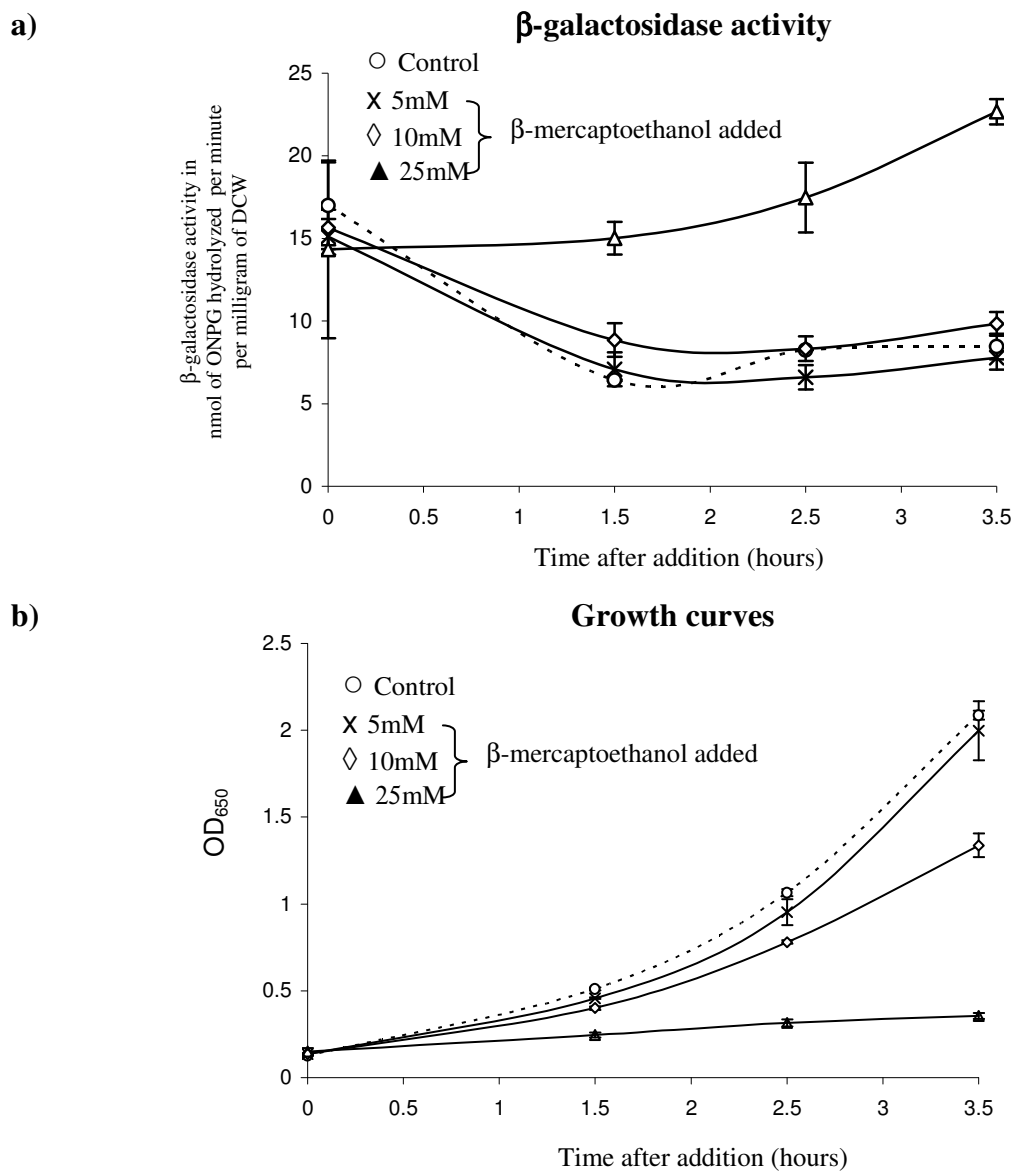 a)
β-galactosidase activity
Control
5mM
10mM
25mM
β-mercaptoethanol added
β-galactosidase activity in
nmol of ONPG hydrolyzed per minute
per milligram of DCW
25
20
15
10
5
0
0 0.5 1 1.5 2 2.5 3 3.5
Time after addition (hours)
b)
Growth curves
Control
5mM
10mM
25mM
β-mercaptoethanol added
OD650
2.5
2
1.5
1
0.5
0
0 0.5 1 1.5 2 2.5 3 3.5
Time after addition (hours)